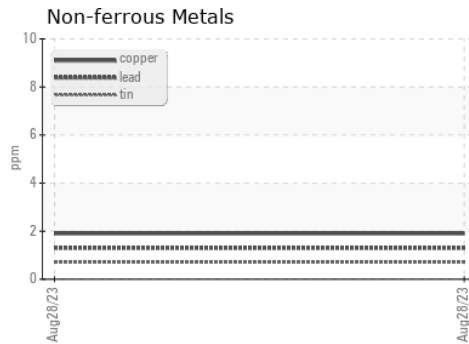 Non-ferrous Metals
10
copper
lead
tin
8
6
ppm
4
2
0
Aug28/23
Aug28/23